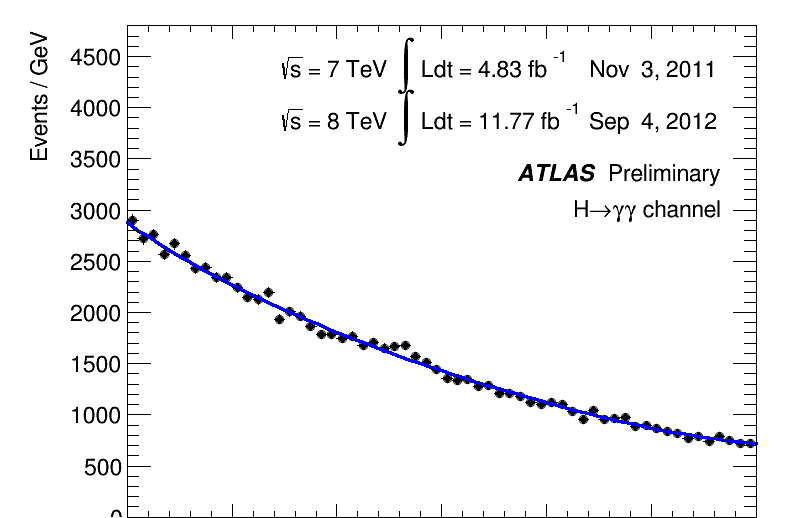 Events / GeV
√s = 7 TeV ∫ Ldt = 4.83 fb⁻¹ Nov 3, 2011
√s = 8 TeV ∫ Ldt = 11.77 fb⁻¹ Sep 4, 2012
ATLAS Preliminary
H→γγ channel
4500
4000
3500
3000
2500
2000
1500
1000
500
0